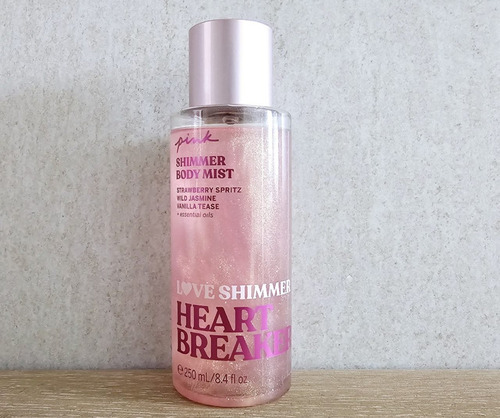 pink
SHIMMER
BODY MIST
STRAWBERRY SPRITZ
WILD JASMINE
VANILLA TEASE
+ essential oils
LOVE SHIMMER
HEART
BREAKER
℮ 250 mL/8.4 fl oz